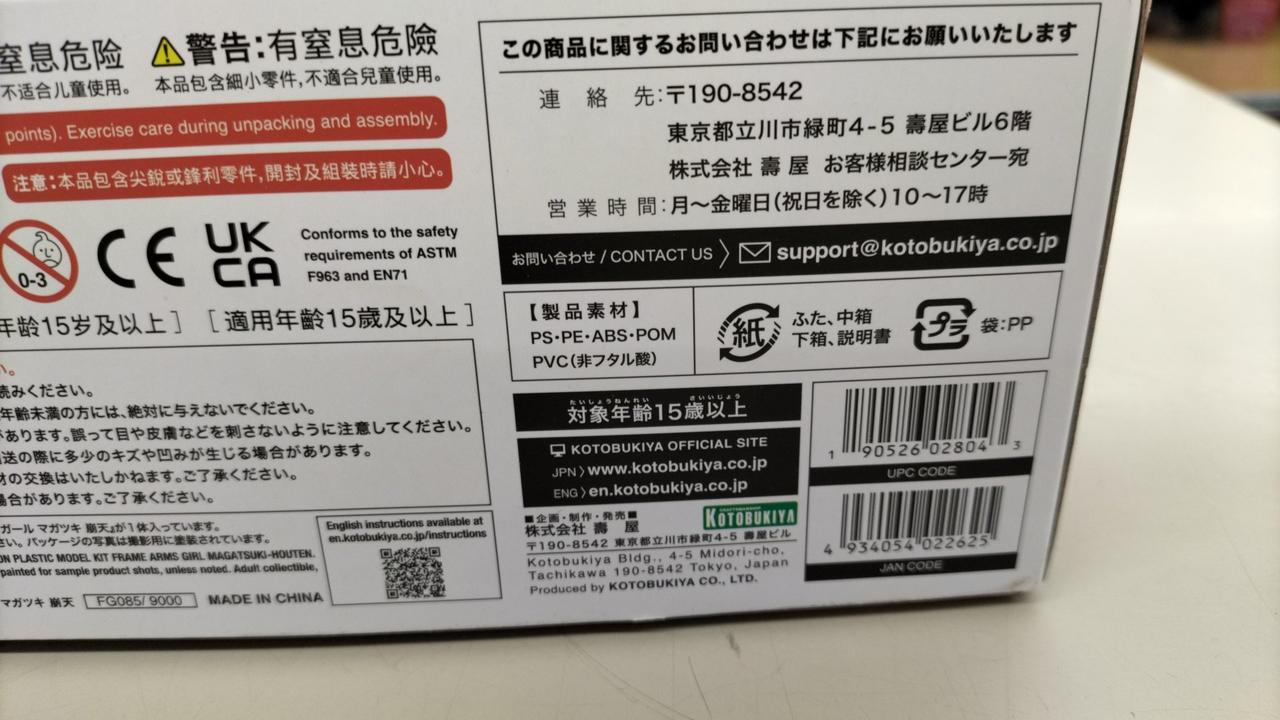 窒息危险
不适合儿童使用。
警告:有窒息危險
本品包含細小零件,不適合兒童使用。
points). Exercise care during unpacking and assembly.
注意:本品包含尖銳或鋒利零件,開封及組裝時請小心。
0-3
CE
UK
CA
Conforms to the safety
requirements of ASTM
F963 and EN71
年龄15岁及以上] [適用年齡15歲及以上]
い。
読みください。
年齢未満の方には、絶対に与えないでください。
があります。誤って目や皮膚などを刺さないように注意してください。
送の際に多少のキズや凹みが生じる場合があります。
材の交換はいたしかねます。ご了承ください。
場合があります。ご了承ください。
ガール マガツキ 崩天』が1体入っています。
さい。パッケージの写真は撮影用に塗装されています。
ON PLASTIC MODEL KIT FRAME ARMS GIRL MAGATSUKI-HOUTEN.
painted for sample product shots, unless noted. Adult collectible,
マガツキ 崩天 FG085/ 9000 MADE IN CHINA
English instructions available at
en.kotobukiya.co.jp/instructions
この商品に関するお問い合わせは下記にお願いいたします
連絡先:〒190-8542
東京都立川市緑町4-5 壽屋ビル6階
株式会社 壽屋 お客様相談センター宛
営業時間:月～金曜日(祝日を除く)10～17時
お問い合わせ / CONTACT US 〉 support@kotobukiya.co.jp
【製品素材】
PS・PE・ABS・POM
PVC(非フタル酸)
紙
ふた、中箱
下箱、説明書
プラ
袋:PP
たいしょうねんれい さいいじょう
対象年齢15歳以上
KOTOBUKIYA OFFICIAL SITE
JPN 〉www.kotobukiya.co.jp
ENG 〉en.kotobukiya.co.jp
■企画・制作・発売■
株式会社 壽屋
CRAFTSMANSHIP
KOTOBUKIYA
〒190-8542 東京都立川市緑町4-5 壽屋ビル
Kotobukiya Bldg., 4-5 Midori-cho,
Tachikawa 190-8542 Tokyo, Japan
Produced by KOTOBUKIYA CO., LTD.
1 90526 02804 3
UPC CODE
4 934054 022625
JAN CODE